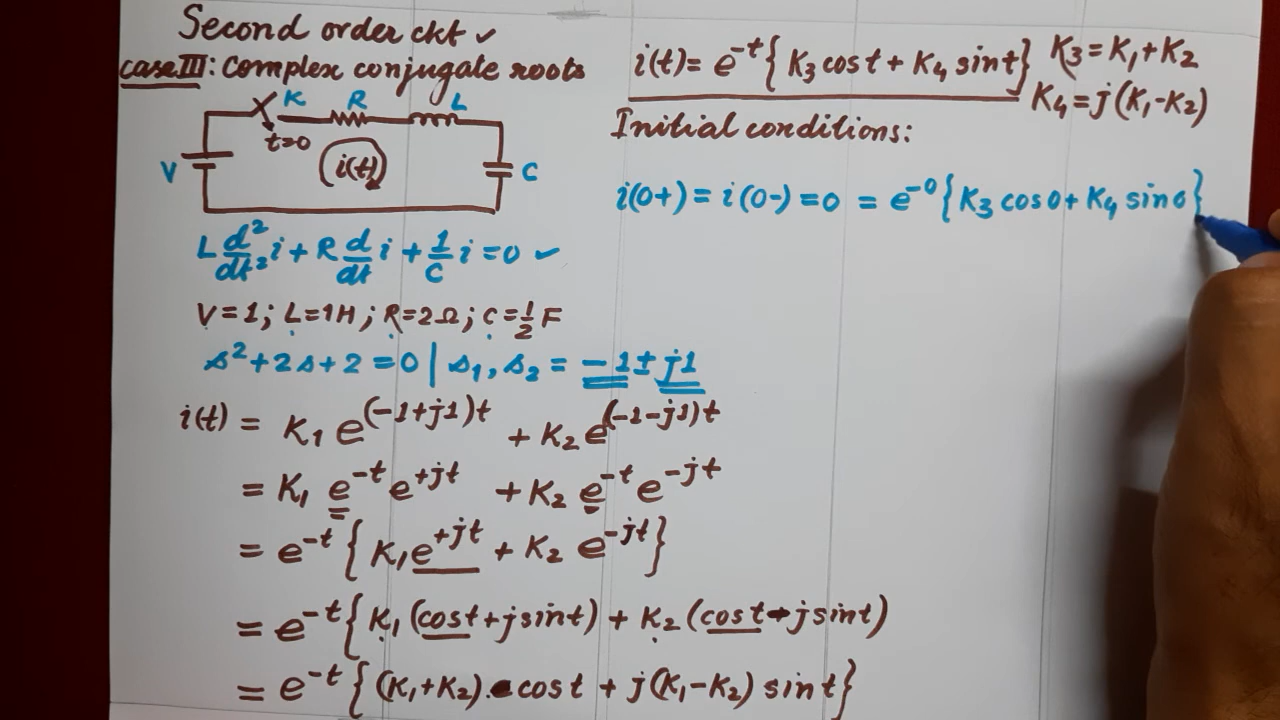 Second order ckt ✓
case III: Complex conjugate roots
K R L
t=0
i(t)
V C
L d²/dt² i + R d/dt i + 1/C i = 0 ✓
V=1; L=1H; R=2Ω; C=1/2 F
s²+2s+2=0 | s₁, s₂ = -1 ± j1
i(t) = K₁ e^(-1+j1)t + K₂ e^(-1-j1)t
= K₁ e^-t e^+jt + K₂ e^-t e^-jt
= e^-t { K₁ e^+jt + K₂ e^-jt }
= e^-t { K₁ (cost + jsint) + K₂ (cost - jsint)
= e^-t { (K₁+K₂). cost + j(K₁-K₂) sint }
i(t) = e^-t { K₃ cost + K₄ sint } K₃ = K₁+K₂
K₄ = j(K₁-K₂)
Initial conditions:
i(0+) = i(0-) = 0 = e^-0 { K₃ cos0 + K₄ sin0 }